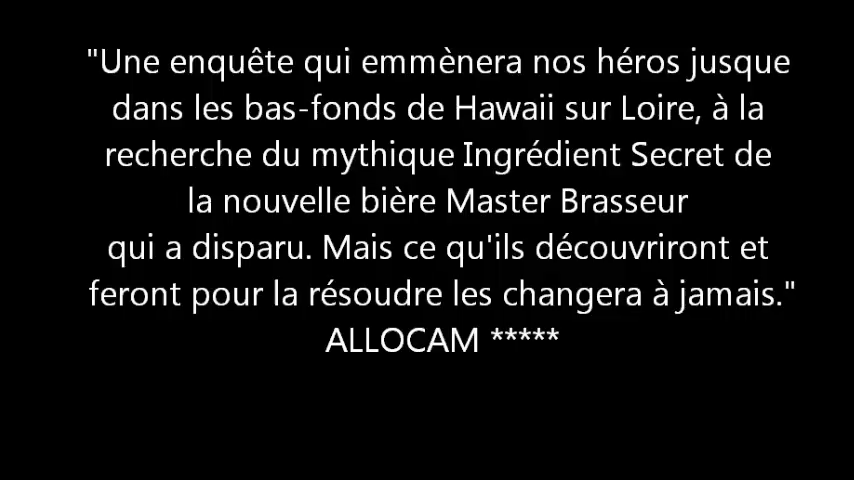 "Une enquête qui emmènera nos héros jusque
dans les bas-fonds de Hawaii sur Loire, à la
recherche du mythique Ingrédient Secret de
la nouvelle bière Master Brasseur
qui a disparu. Mais ce qu'ils découvriront et
feront pour la résoudre les changera à jamais."
ALLOCAM *****